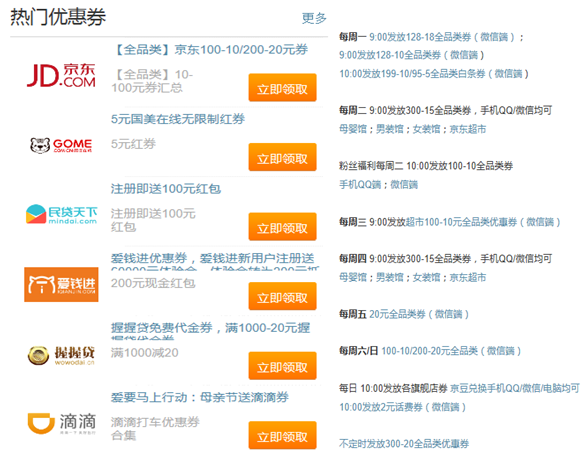 热门优惠券
更多
JD 京东
.COM
【全品类】京东100-10/200-20元券
【全品类】10-
100元券汇总
立即领取
GOME
5元国美在线无限制红券
5元红券
立即领取
民贷天下
mindai.com
注册即送100元红包
注册即送100元
红包
立即领取
爱钱进
爱钱进优惠券，爱钱进新用户注册送
200元现金红包
立即领取
握握贷
wowodai.cn
握握贷免费代金券，满1000-20元握
满1000减20
立即领取
滴滴
爱要马上行动：母亲节送滴滴券
滴滴打车优惠券
合集
立即领取
每周一 9:00发放128-18全品类券（微信端）；
9:00发放128-10全品类券（微信端）
10:00发放199-10/95-5全品类白条券（微信端）
每周二 9:00发放300-15全品类券，手机QQ/微信均可
母婴馆；男装馆；女装馆；京东超市
粉丝福利每周二 10:00发放100-10全品类券
手机QQ端；微信端
每周三 9:00发放超市100-10元全品类优惠券（微信端）
每周四 9:00发放300-15全品类券，手机QQ/微信均可
母婴馆；男装馆；女装馆；京东超市
每周五 20元全品类券（微信端）
每周六/日 100-10/200-20元全品类（微信端）
每日 10:00发放各旗舰店券 京豆兑换手机QQ/微信/电脑均可
10:00发放2元话费券（微信端）
不定时发放300-20全品类优惠券